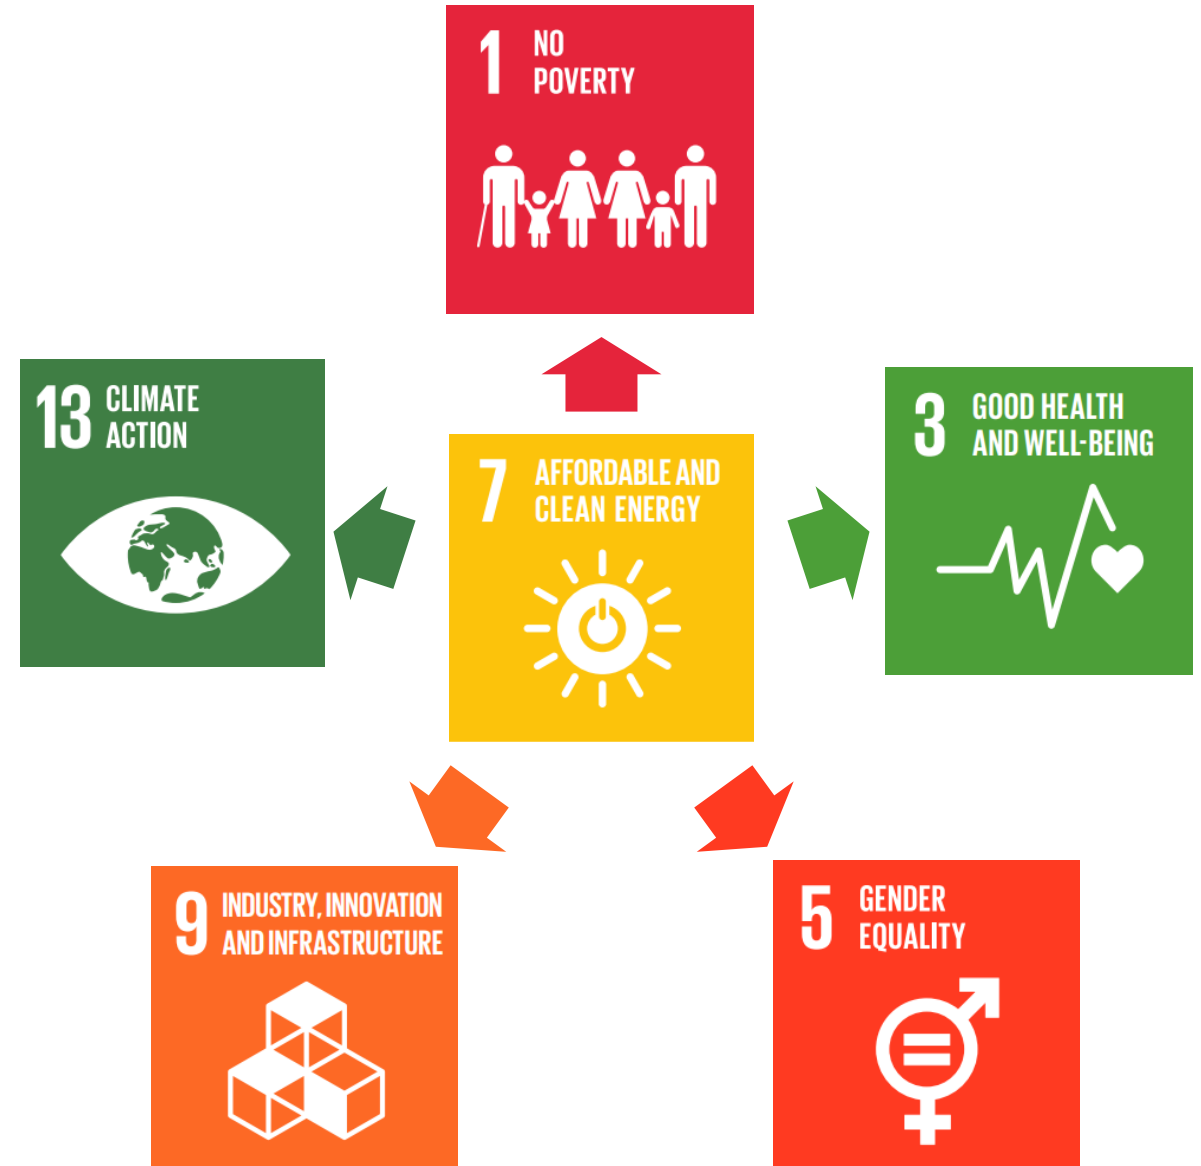 1 NO
POVERTY
13 CLIMATE
ACTION
7 AFFORDABLE AND
CLEAN ENERGY
3 GOOD HEALTH
AND WELL-BEING
9 INDUSTRY, INNOVATION
AND INFRASTRUCTURE
5 GENDER
EQUALITY